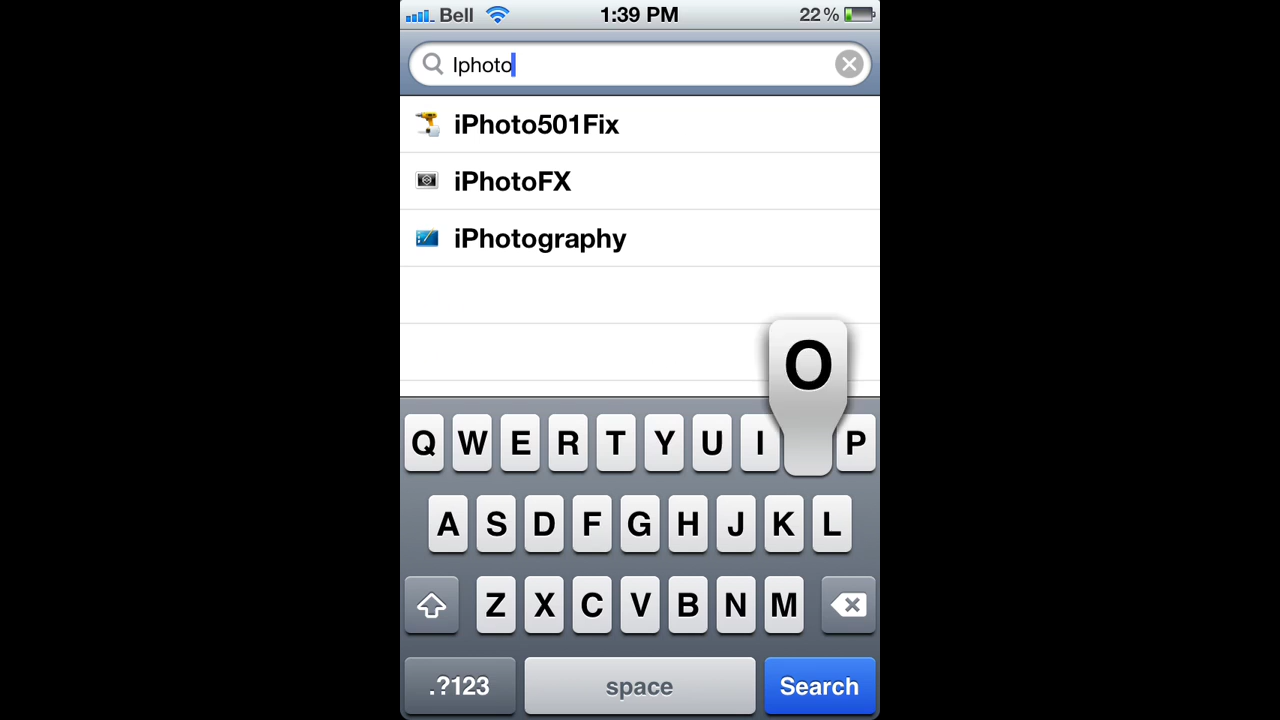 Bell 1:39 PM 22%
Iphoto
iPhoto501Fix
iPhotoFX
iPhotography
O
Q W E R T Y U I P
A S D F G H J K L
Z X C V B N M
.?123 space Search